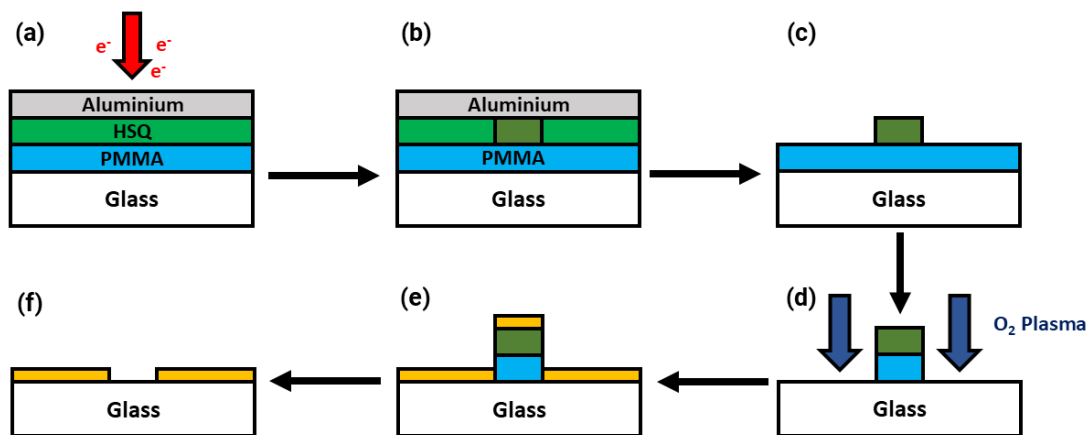 (a)
e⁻
e⁻
e⁻
Aluminium
HSQ
PMMA
Glass
(b)
Aluminium
PMMA
Glass
(c)
Glass
(d)
O₂ Plasma
Glass
(e)
Glass
(f)
Glass